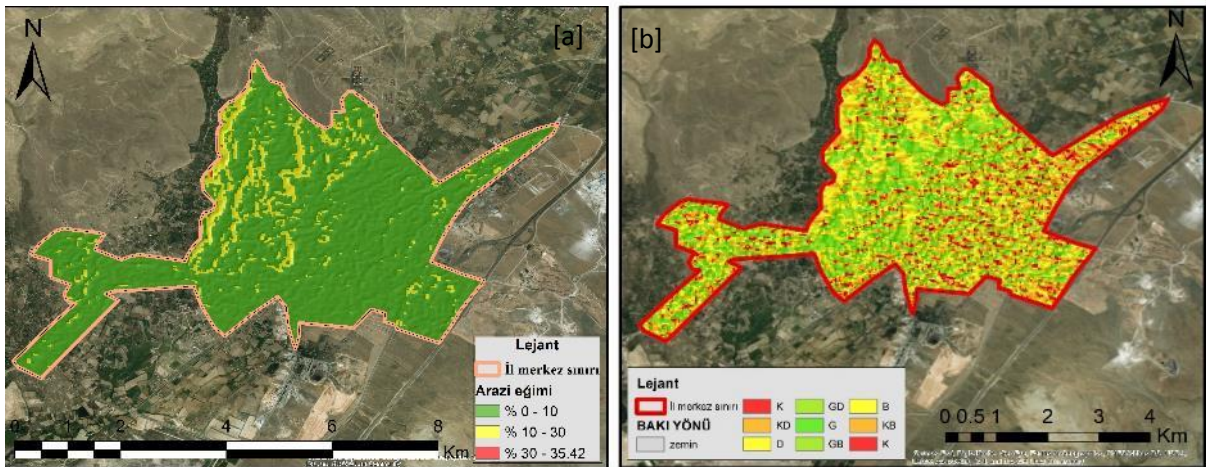 N
[a]
Lejant
İl merkez sınırı
Arazi eğimi
% 0 - 10
% 10 - 30
% 30 - 35.42
0 2 4 6 8
Km
[b]
N
Lejant
İl merkez sınırı
BAKI YÖNÜ
zemin
K
KD
D
GD
G
GB
B
KB
K
0 0.5 1 2 3 4
Km